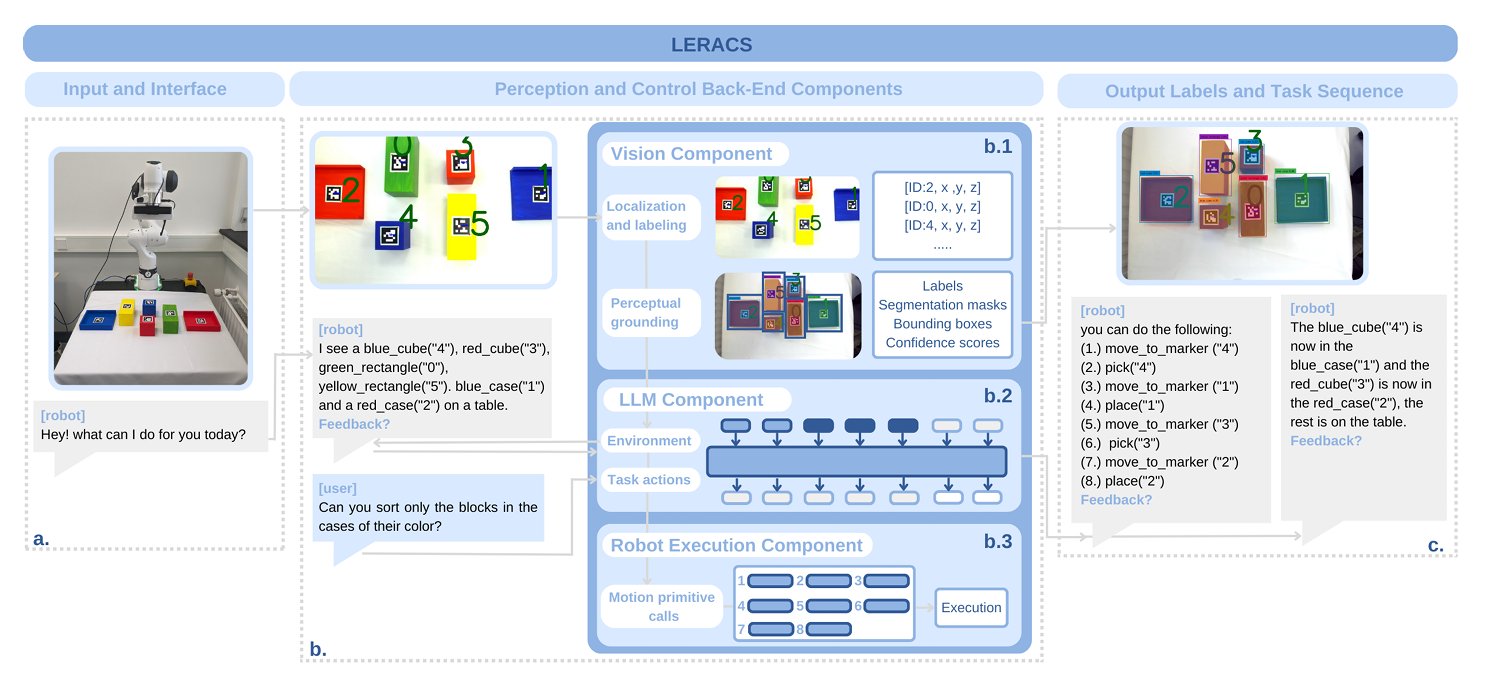 LERACS
Input and Interface
[robot]
Hey! what can I do for you today?
a.
Perception and Control Back-End Components
0
3
2
1
4
5
[robot]
I see a blue_cube("4"), red_cube("3"),
green_rectangle("0"),
yellow_rectangle("5"). blue_case("1")
and a red_case("2") on a table.
Feedback?
[user]
Can you sort only the blocks in the
cases of their color?
b.
Vision Component
b.1
Localization
and labeling
2
4
5
[ID:2, x ,y, z]
[ID:0, x, y, z]
[ID:4, x, y, z]
.....
Perceptual
grounding
5
0
Labels
Segmentation masks
Bounding boxes
Confidence scores
LLM Component
b.2
Environment
Task actions
Robot Execution Component
b.3
Motion primitive
calls
1 2 3
4 5 6
7 8
Execution
Output Labels and Task Sequence
3
5
1
2
0
4
[robot]
you can do the following:
(1.) move_to_marker ("4")
(2.) pick("4")
(3.) move_to_marker ("1")
(4.) place("1")
(5.) move_to_marker ("3")
(6.) pick("3")
(7.) move_to_marker ("2")
(8.) place("2")
Feedback?
[robot]
The blue_cube("4") is
now in the
blue_case("1") and the
red_cube("3") is now in
the red_case("2"), the
rest is on the table.
Feedback?
c.